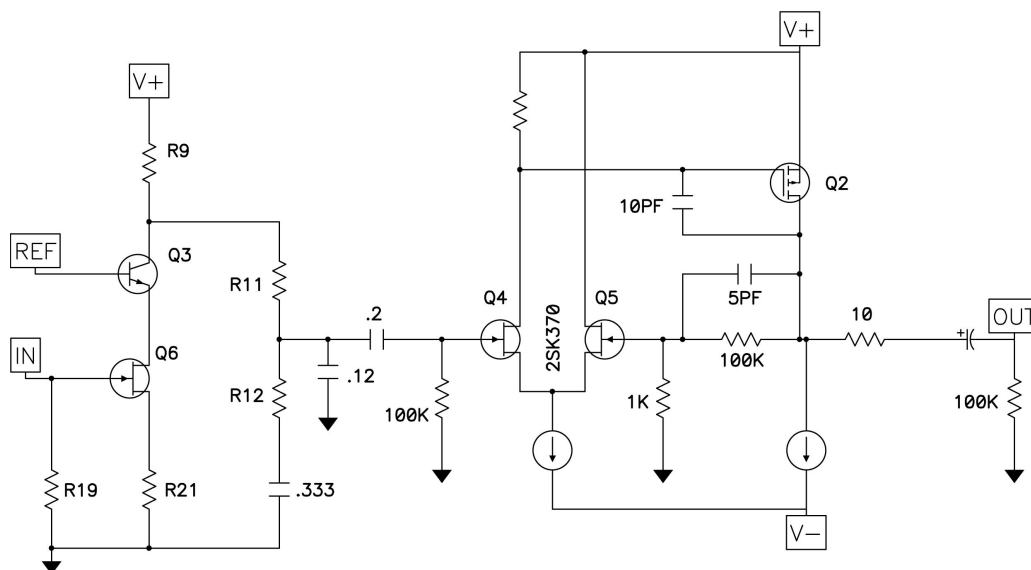 V+
R9
REF
Q3
R11
IN
Q6
R12
R19
R21
.333
.12
.2
100K
Q4
2SK370
Q5
10PF
V+
Q2
5PF
100K
1K
10
+
OUT
100K
V-